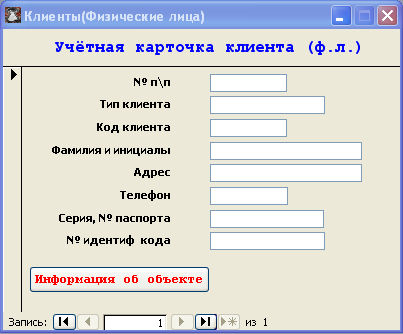 Клиенты(Физические лица)
Учётная карточка клиента (ф.л.)
№ п\п
Тип клиента
Код клиента
Фамилия и инициалы
Адрес
Телефон
Серия, № паспорта
№ идентиф кода
Информация об объекте
Запись: 1 из 1